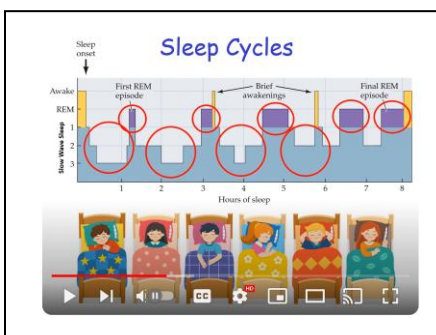 Sleep
onset
Sleep Cycles
First REM
episode
Brief
awakenings
Final REM
episode
Awake
REM
1
2
3
Slow Wave Sleep
1 2 3 4 5 6 7 8
Hours of sleep
CC
HD